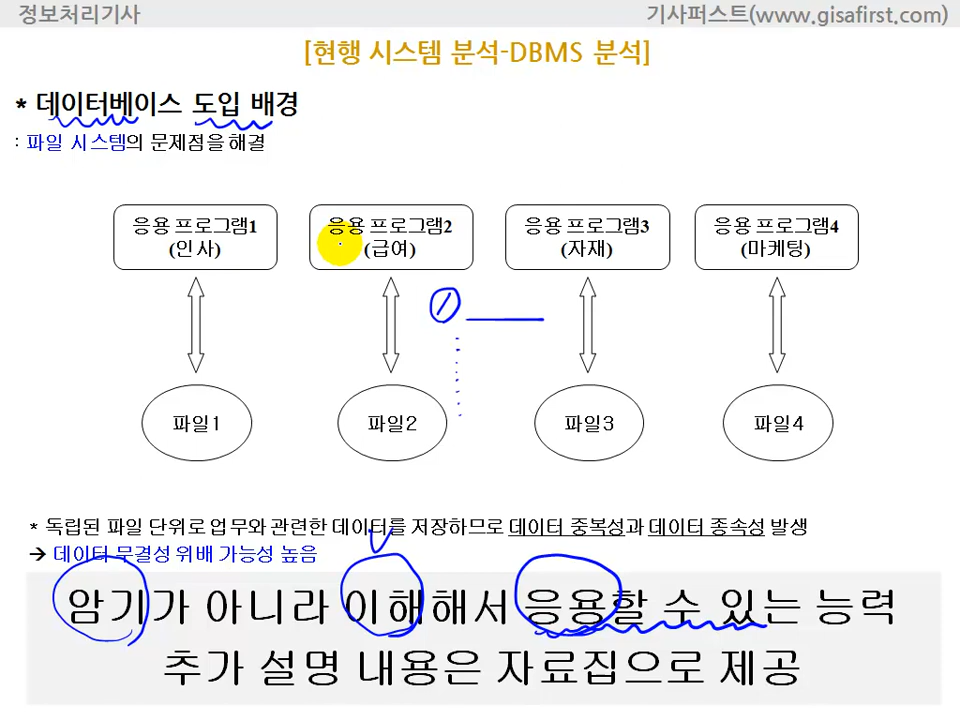 정보처리기사 기사퍼스트(www.gisafirst.com)
[현행 시스템 분석-DBMS 분석]
* 데이터베이스 도입 배경
: 파일 시스템의 문제점을 해결
응용 프로그램1 응용 프로그램2 응용 프로그램3 응용 프로그램4
(인사) (급여) (자재) (마케팅)
파일1 파일2 파일3 파일4
* 독립된 파일 단위로 업무와 관련한 데이터를 저장하므로 데이터 중복성과 데이터 종속성 발생
→ 데이터 무결성 위배 가능성 높음
암기가 아니라 이해해서 응용할 수 있는 능력
추가 설명 내용은 자료집으로 제공